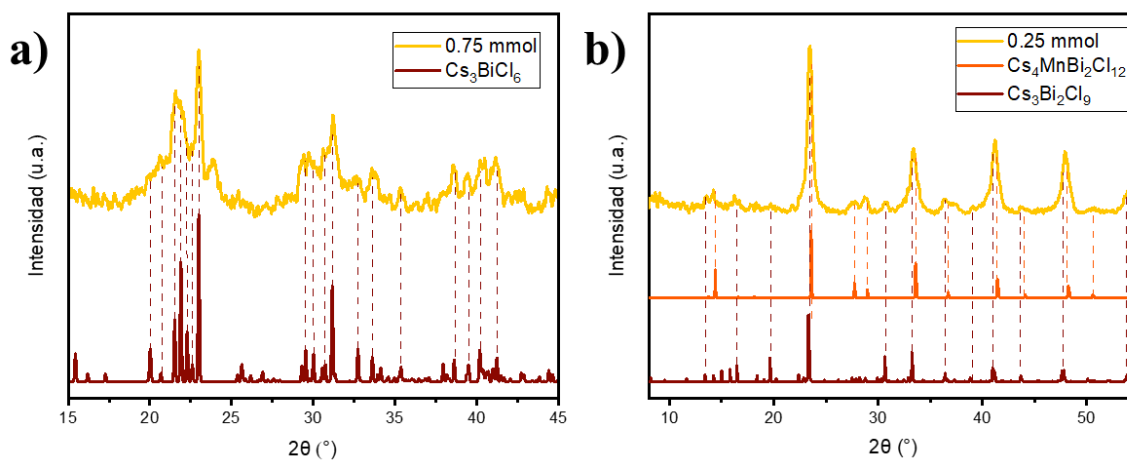 a)
0.75 mmol
Cs₃BiCl₆
Intensidad (u.a.)
15 20 25 30 35 40 45
2θ (°)
b)
0.25 mmol
Cs₄MnBi₂Cl₁₂
Cs₃Bi₂Cl₉
Intensidad (u.a.)
10 20 30 40 50
2θ (°)